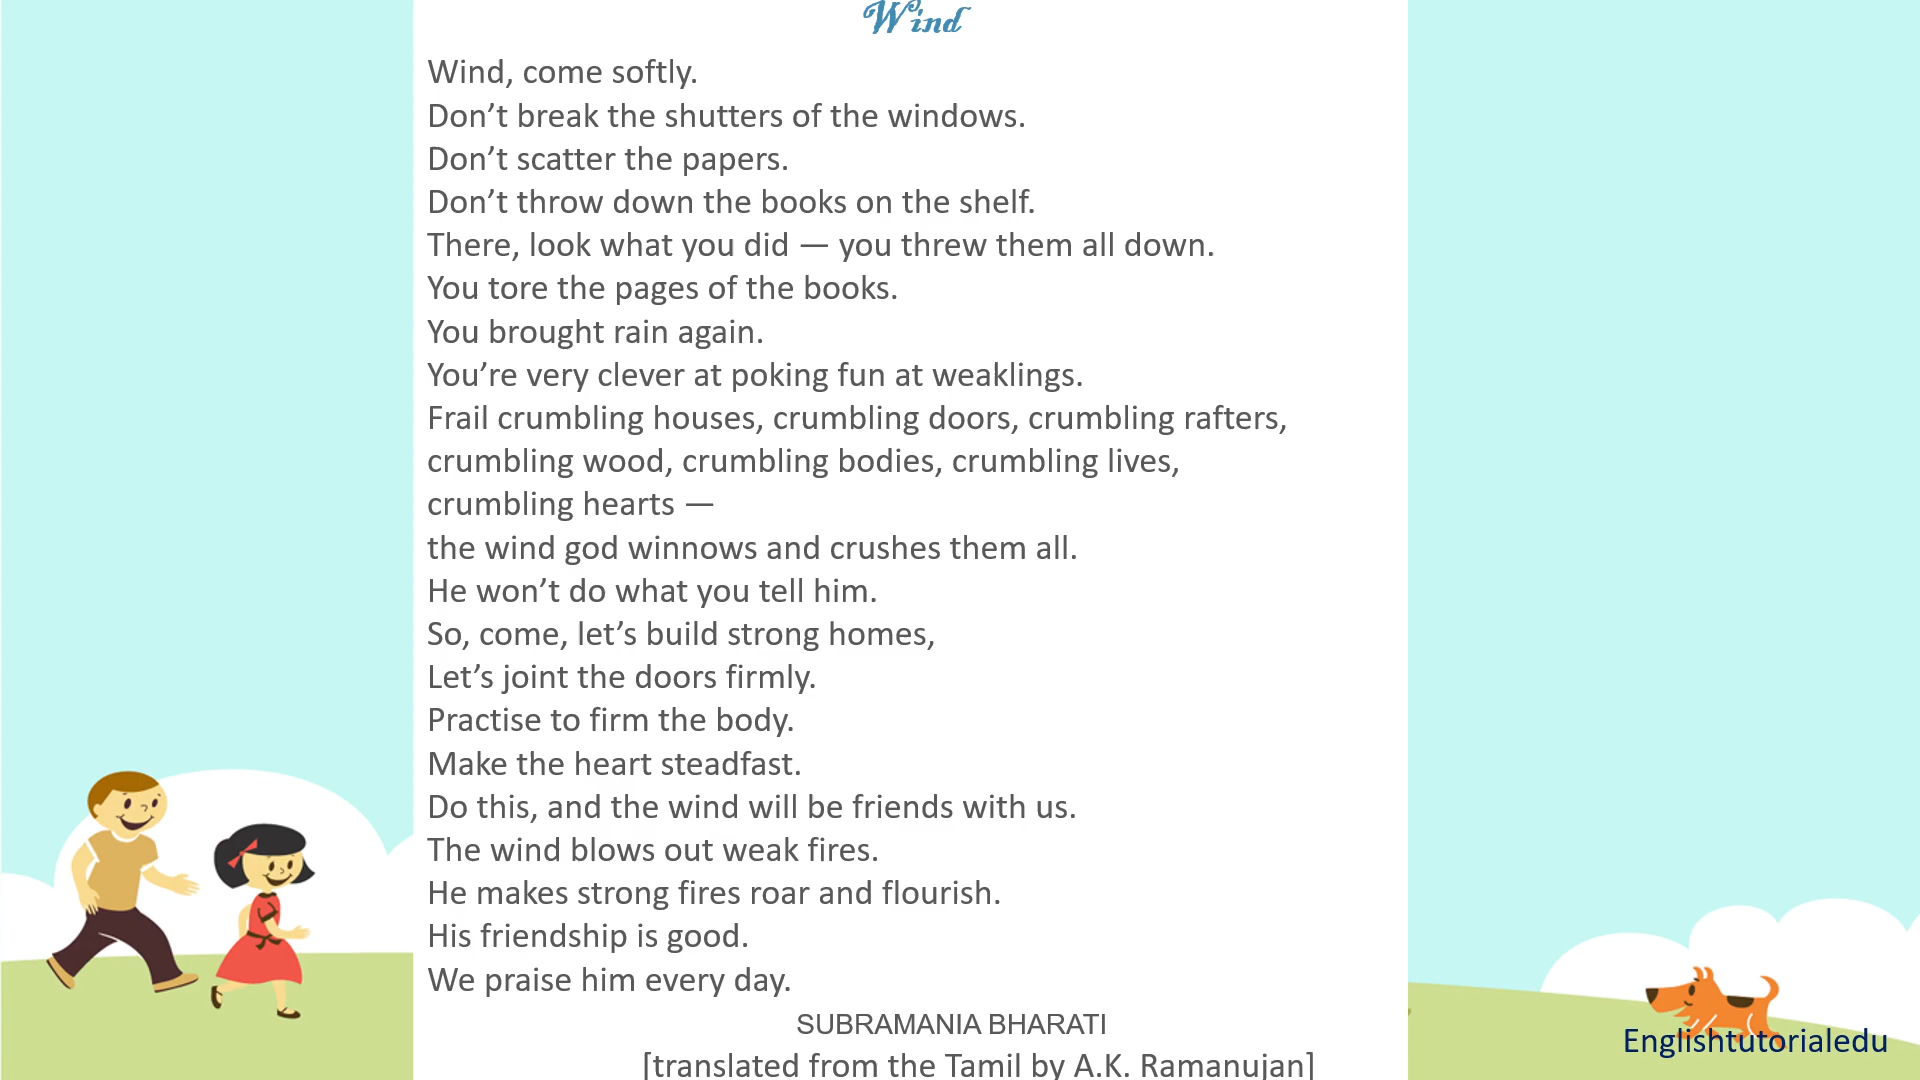 Wind
Wind, come softly.
Don’t break the shutters of the windows.
Don’t scatter the papers.
Don’t throw down the books on the shelf.
There, look what you did — you threw them all down.
You tore the pages of the books.
You brought rain again.
You’re very clever at poking fun at weaklings.
Frail crumbling houses, crumbling doors, crumbling rafters,
crumbling wood, crumbling bodies, crumbling lives,
crumbling hearts —
the wind god winnows and crushes them all.
He won’t do what you tell him.
So, come, let’s build strong homes,
Let’s joint the doors firmly.
Practise to firm the body.
Make the heart steadfast.
Do this, and the wind will be friends with us.
The wind blows out weak fires.
He makes strong fires roar and flourish.
His friendship is good.
We praise him every day.
SUBRAMANIA BHARATI
[translated from the Tamil by A.K. Ramanujan]
Englishtutorialedu